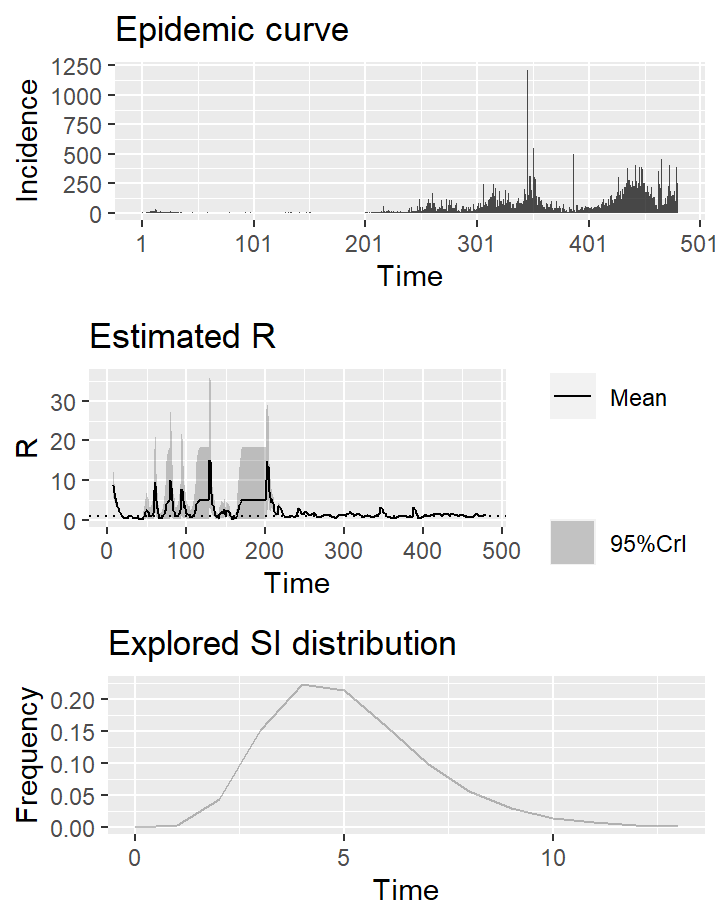 Epidemic curve
1250
1000
750
500
250
0
Incidence
1 101 201 301 401 501
Time
Estimated R
30
20
10
0
R
0 100 200 300 400 500
Time
Mean
95%CrI
Explored SI distribution
0.20
0.15
0.10
0.05
0.00
Frequency
0 5 10
Time